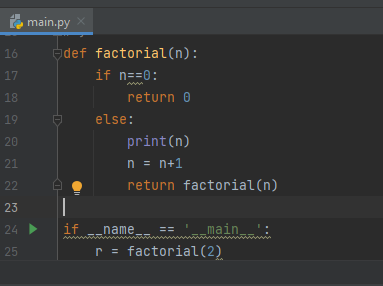 main.py
16 def factorial(n):
17     if n==0:
18         return 0
19     else:
20         print(n)
21         n = n+1
22         return factorial(n)
23
24 if __name__ == '__main__':
25     r = factorial(2)